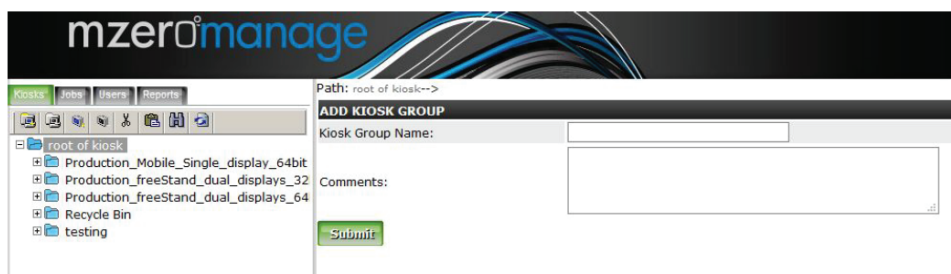 mzeromanage
Kiosks Jobs Users Reports
Path: root of kiosk-->
ADD KIOSK GROUP
Kiosk Group Name:
Comments:
Submit
root of kiosk
Production_Mobile_Single_display_64bit
Production_freeStand_dual_displays_32
Production_freeStand_dual_displays_64
Recycle Bin
testing